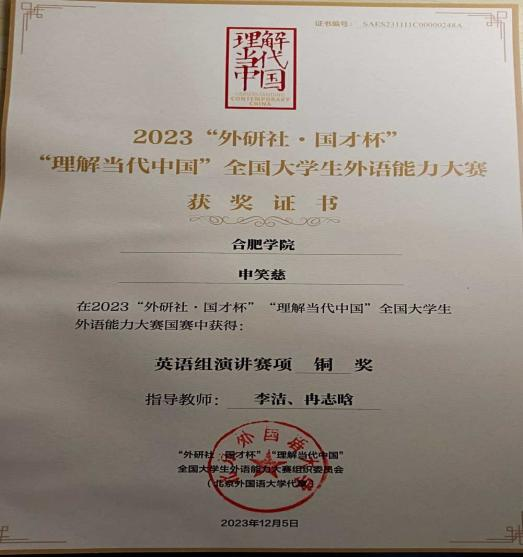 证书编号： SAES231111C00000248A
理解
当代
中国
UNDERSTANDING
CONTEMPORARY
CHINA
2023“外研社·国才杯”
“理解当代中国”全国大学生外语能力大赛
获奖证书
合肥学院
申笑慈
在2023“外研社·国才杯”“理解当代中国”全国大学生
外语能力大赛国赛中获得：
英语组演讲赛项 铜 奖
指导教师： 李洁、冉志晗
“外研社·国才杯”“理解当代中国”
全国大学生外语能力大赛组织委员会
（北京外国语大学代章）
北京外国语大学
2023年12月5日